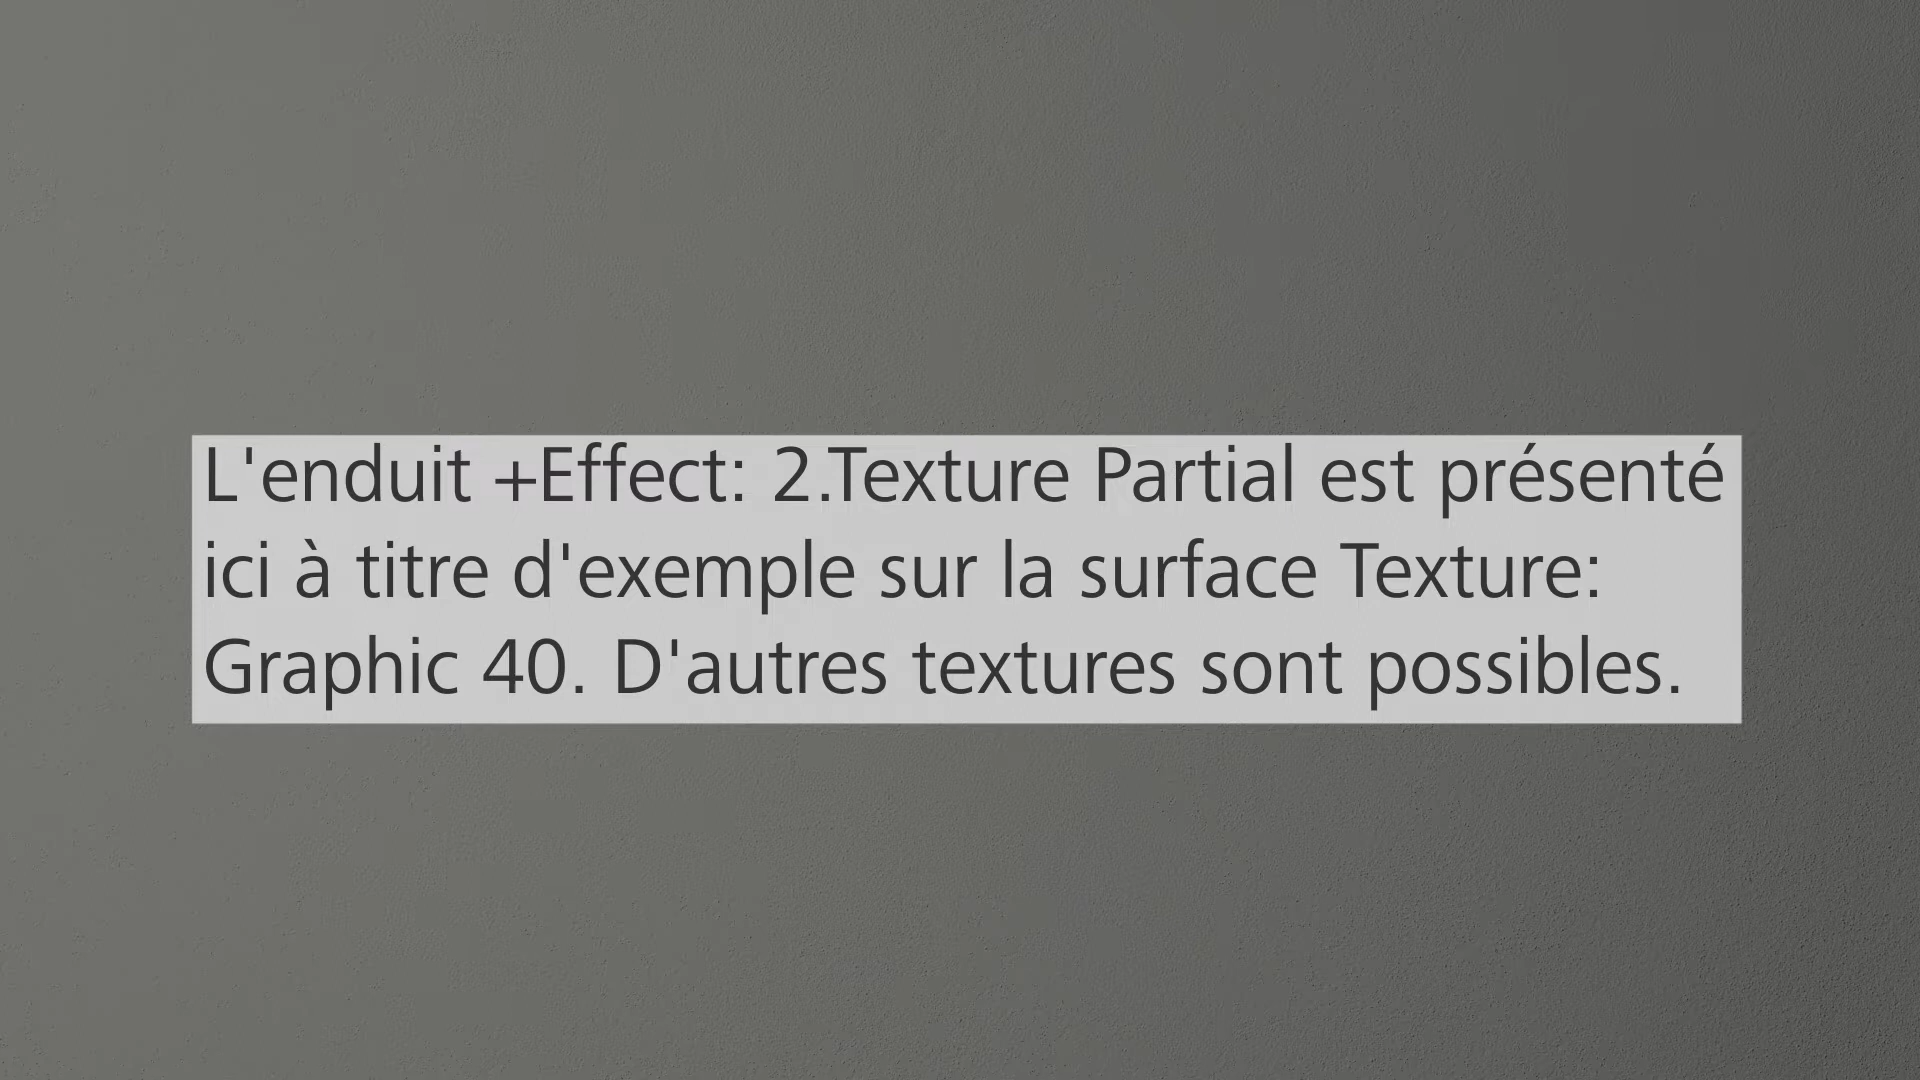 L'enduit +Effect: 2.Texture Partial est présenté
ici à titre d'exemple sur la surface Texture:
Graphic 40. D'autres textures sont possibles.